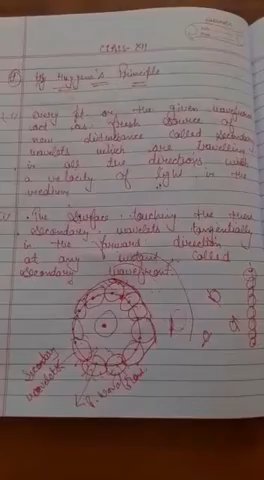 CLASS-XII
Huygen's Principle
(i) Every pt on the given wavefront
act as fresh source of
new disturbance called secondary
wavelets which are travelling
in all the directions with
a velocity of light in the
medium.
The surface touching the
secondary wavelets tangentially
in the forward direction
at any instant called
secondary wavefront
Secondary
wavelets
P. Wavefront